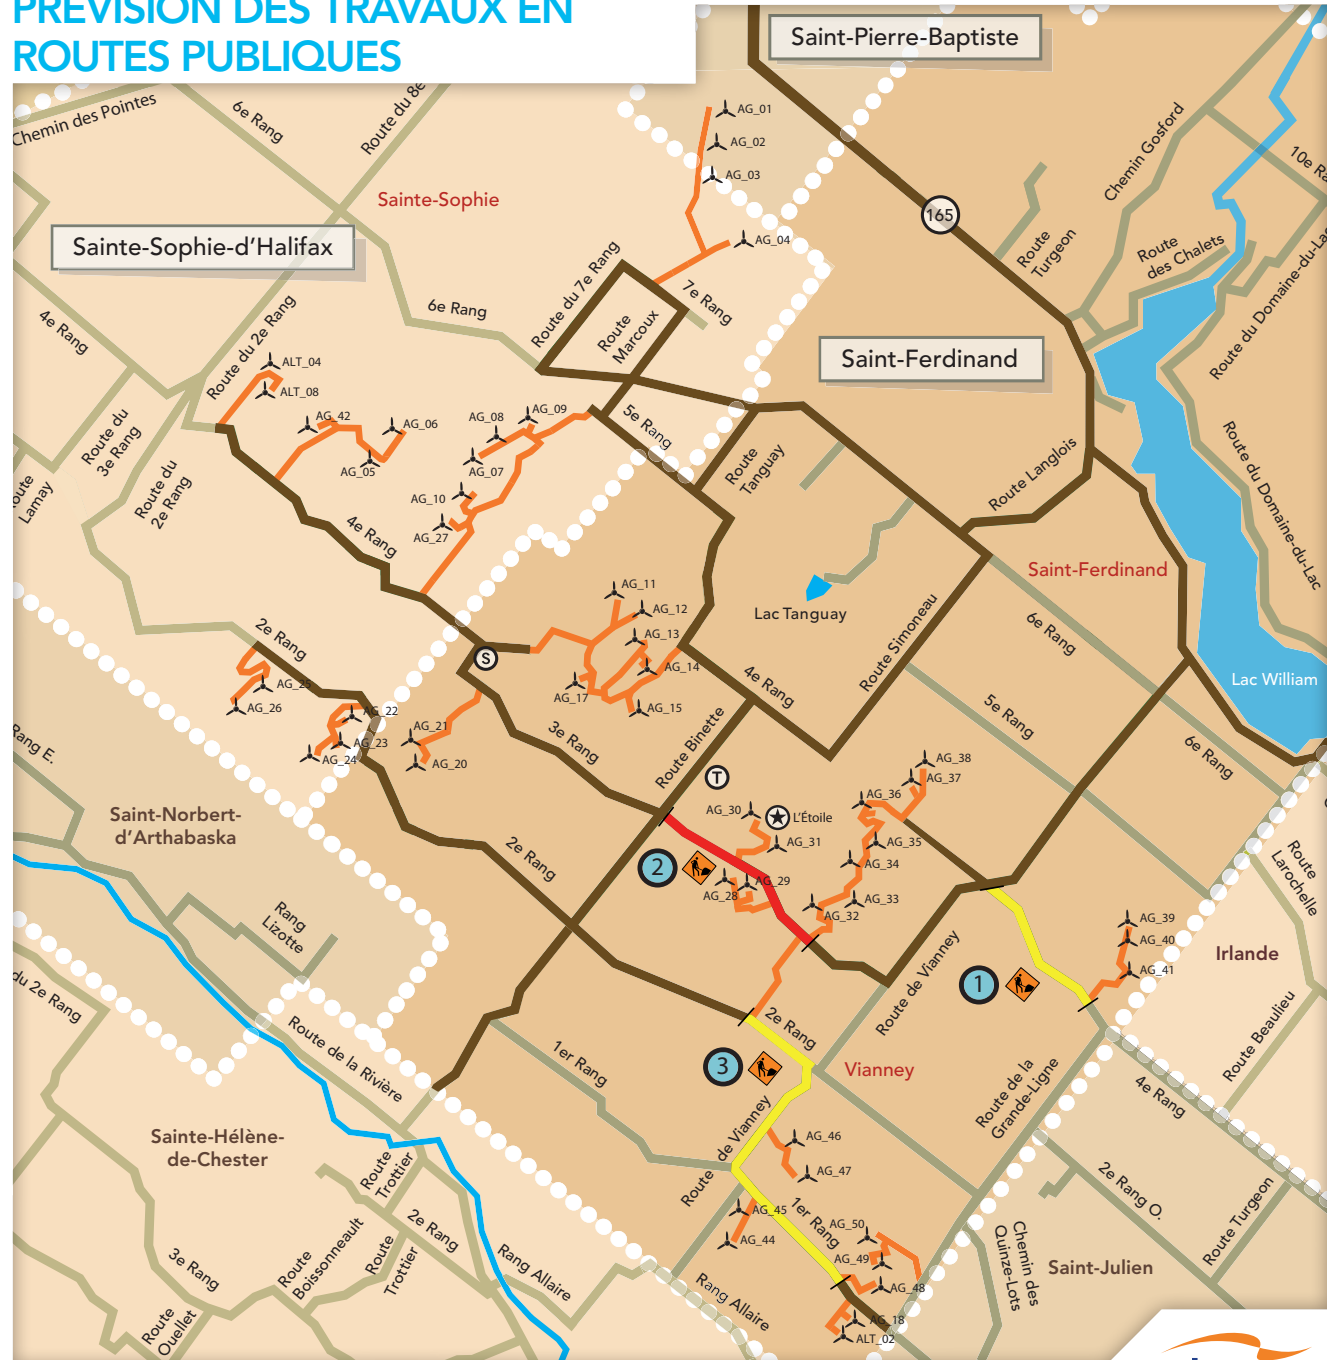 PRÉVISION DES TRAVAUX EN
ROUTES PUBLIQUES
Saint-Pierre-Baptiste
Chemin des Pointes
6e Rang
Route du 8e
AG_01
AG_02
AG_03
AG_04
Sainte-Sophie
Sainte-Sophie-d'Halifax
165
Chemin Gosford
10e Ra
Route
Turgeon
Route
des Chalets
Route du Domaine-du-Lac
4e Rang
Route du 2e Rang
6e Rang
Route du 7e Rang
7e Rang
Route
Marcoux
Saint-Ferdinand
ALT_04
ALT_08
AG_42
AG_06
AG_05
AG_08
AG_09
AG_07
AG_10
AG_27
5e Rang
Route
Tanguay
Route Langlois
Route du Domaine-du-Lac
Route du
3e Rang
Route du
2e Rang
Route
Lamay
4e Rang
Saint-Ferdinand
AG_11
AG_12
AG_13
AG_14
AG_15
AG_17
Lac Tanguay
Route Simoneau
6e Rang
2e Rang
S
4e Rang
Lac William
AG_25
AG_26
AG_22
AG_23
AG_24
AG_21
AG_20
3e Rang
Route Binette
5e Rang
6e Rang
Rang E.
T
AG_38
AG_37
AG_36
AG_30
L'Étoile
AG_31
AG_35
AG_34
AG_29
AG_28
AG_33
AG_32
Saint-Norbert-
d'Arthabaska
2e Rang
2
Route
Larochelle
Rang
Lizotte
AG_39
AG_40
AG_41
Irlande
1
Route de Vianney
du 2e Rang
2e Rang
Route de la Rivière
1er Rang
3
Vianney
Route de la
Grande-Ligne
Route Beaulieu
4e Rang
Sainte-Hélène-
de-Chester
Route
Trottier
Route de Vianney
AG_46
AG_47
2e Rang O.
AG_45
AG_44
1er Rang
AG_50
AG_49
AG_48
AG_18
ALT_02
3e Rang
Route
Boissonneault
Route
Trottier
2e Rang
Rang Allaire
Rang Allaire
Chemin des
Quinze-Lots
Saint-Julien
Route Turgeon
Route
Ouellet